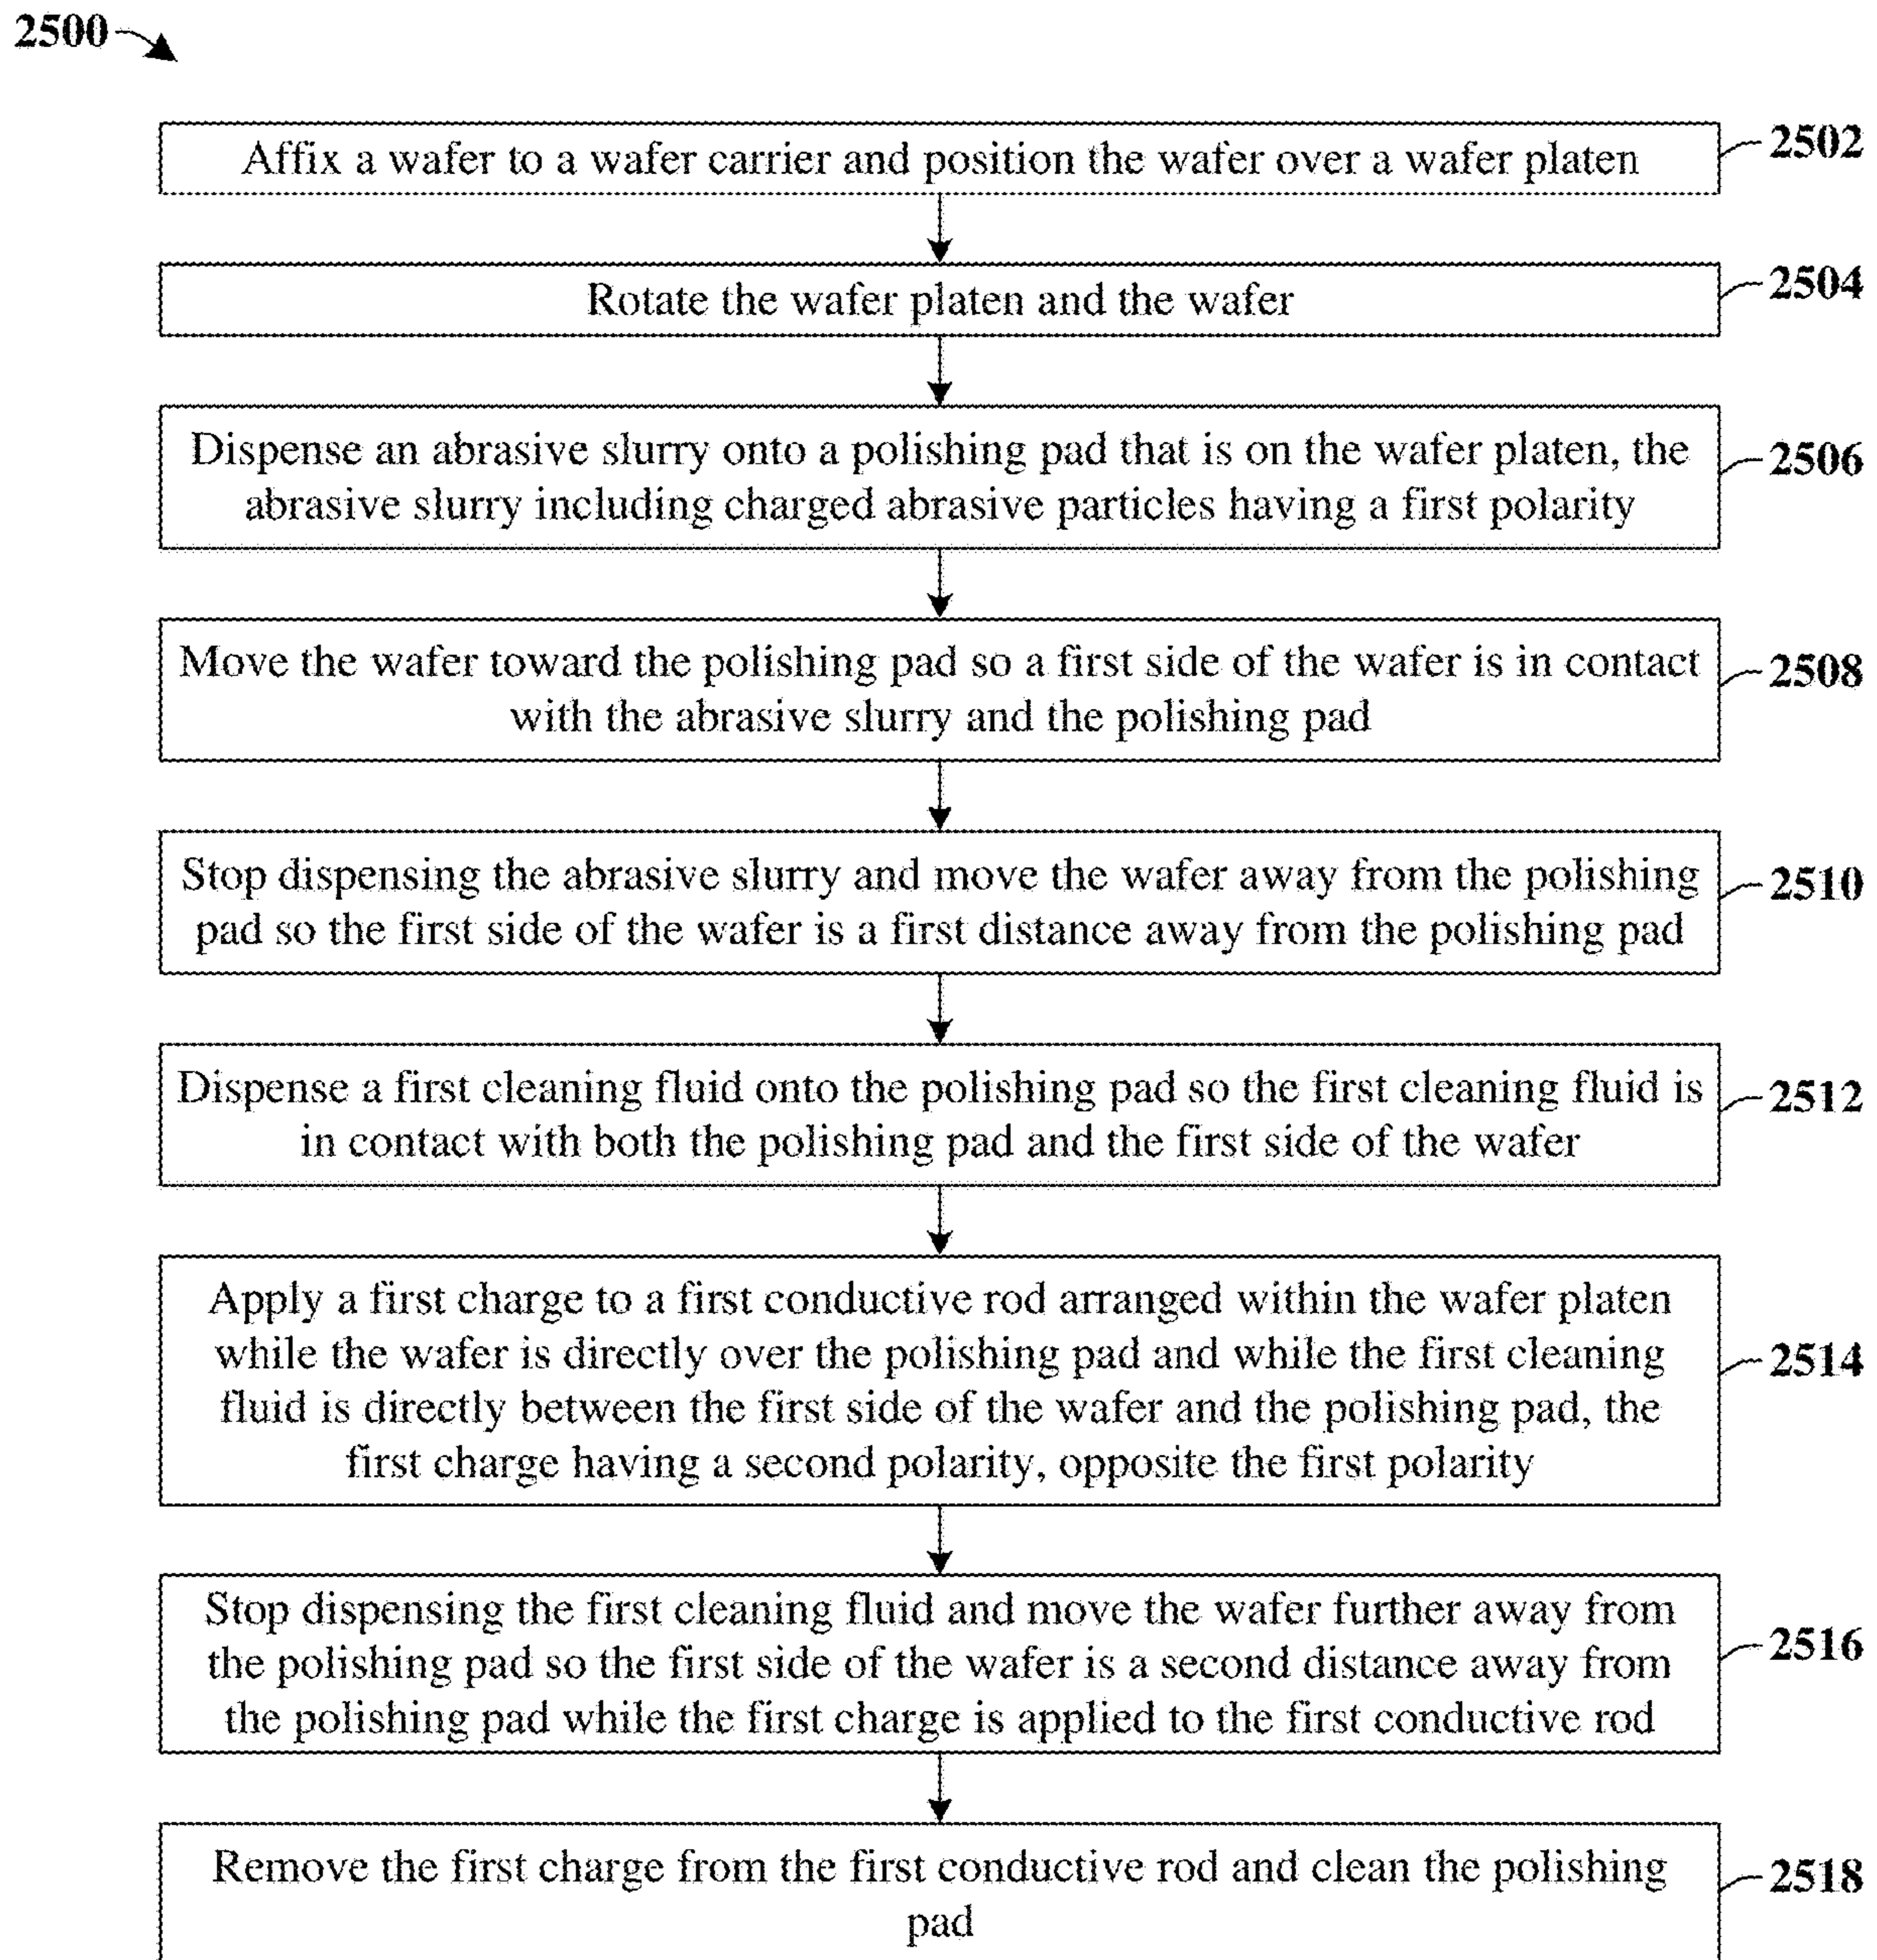 2500
Affix a wafer to a wafer carrier and position the wafer over a wafer platen
2502
Rotate the wafer platen and the wafer
2504
Dispense an abrasive slurry onto a polishing pad that is on the wafer platen, the
abrasive slurry including charged abrasive particles having a first polarity
2506
Move the wafer toward the polishing pad so a first side of the wafer is in contact
with the abrasive slurry and the polishing pad
2508
Stop dispensing the abrasive slurry and move the wafer away from the polishing
pad so the first side of the wafer is a first distance away from the polishing pad
2510
Dispense a first cleaning fluid onto the polishing pad so the first cleaning fluid is
in contact with both the polishing pad and the first side of the wafer
2512
Apply a first charge to a first conductive rod arranged within the wafer platen
while the wafer is directly over the polishing pad and while the first cleaning
fluid is directly between the first side of the wafer and the polishing pad, the
first charge having a second polarity, opposite the first polarity
2514
Stop dispensing the first cleaning fluid and move the wafer further away from
the polishing pad so the first side of the wafer is a second distance away from
the polishing pad while the first charge is applied to the first conductive rod
2516
Remove the first charge from the first conductive rod and clean the polishing
pad
2518